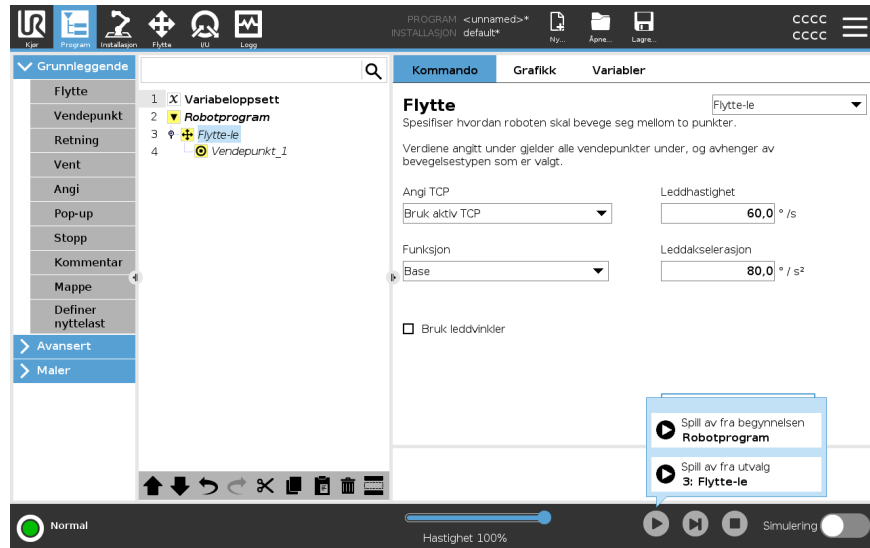 UR
PROGRAM <unnamed>*
INSTALLASJON default*
CCCC
CCCC
Kjør Program Installasjon Flytte I/U Logg Ny... Åpne... Lagre...
Grunnleggende
Flytte
Vendepunkt
Retning
Vent
Angi
Pop-up
Stopp
Kommentar
Mappe
Definer
nyttelast
Avansert
Maler
1 X Variabeloppsett
2 Robotprogram
3 Flytte-le
4 Vendepunkt_1
Kommando Grafikk Variabler
Flytte
Flytte-le
Spesifiser hvordan roboten skal bevege seg mellom to punkter.
Verdiene angitt under gjelder alle vendepunkter under, og avhenger av
bevegelsestypen som er valgt.
Angi TCP Leddhastighet
Bruk aktiv TCP 60,0 ° /s
Funksjon Leddakselerasjon
Base 80,0 ° / s²
Bruk leddvinkler
Spill av fra begynnelsen
Robotprogram
Spill av fra utvalg
3: Flytte-le
Normal
Hastighet 100%
Simulering